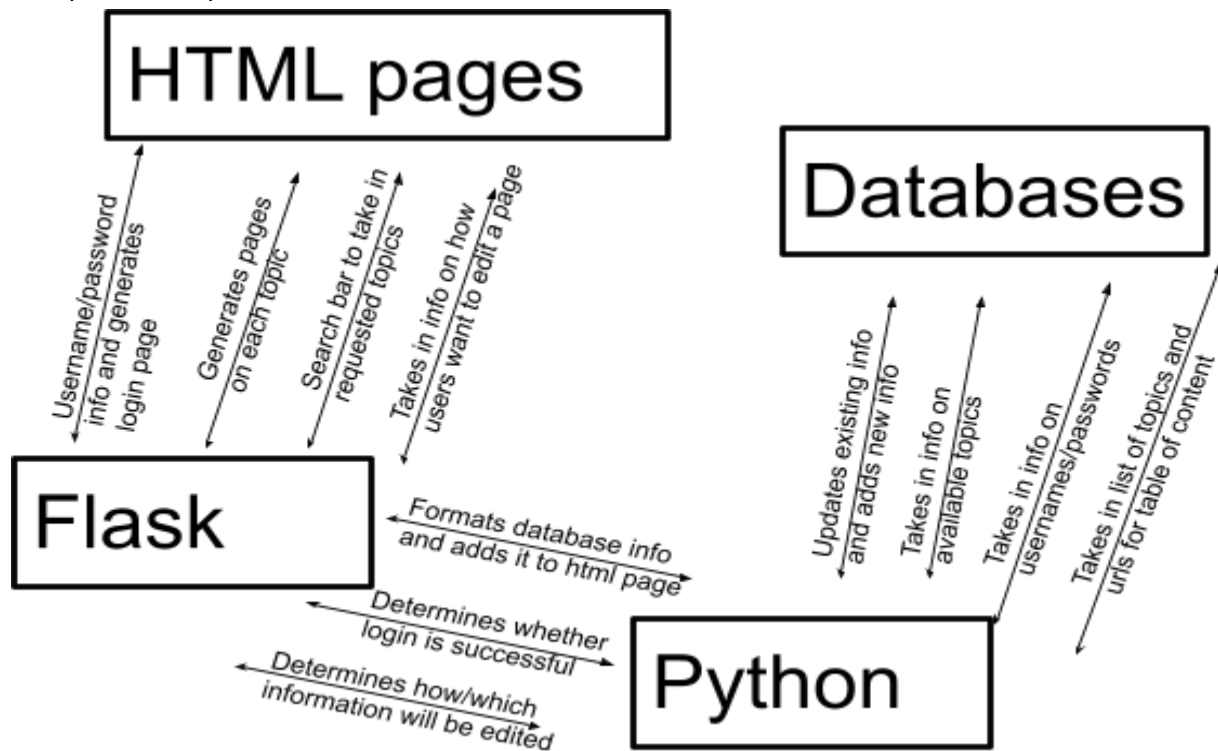 HTML pages
Databases
Username/password
info and generates
login page
Generates pages
on each topic
Search bar to take in
requested topics
Takes in info on how
users want to edit a page
Updates existing info
and adds new info
Takes in info on
available topics
Takes in info on
usernames/passwords
Takes in list of topics and
urls for table of content
Flask
Formats database info
and adds it to html page
Determines whether
login is successful
Determines how/which
information will be edited
Python